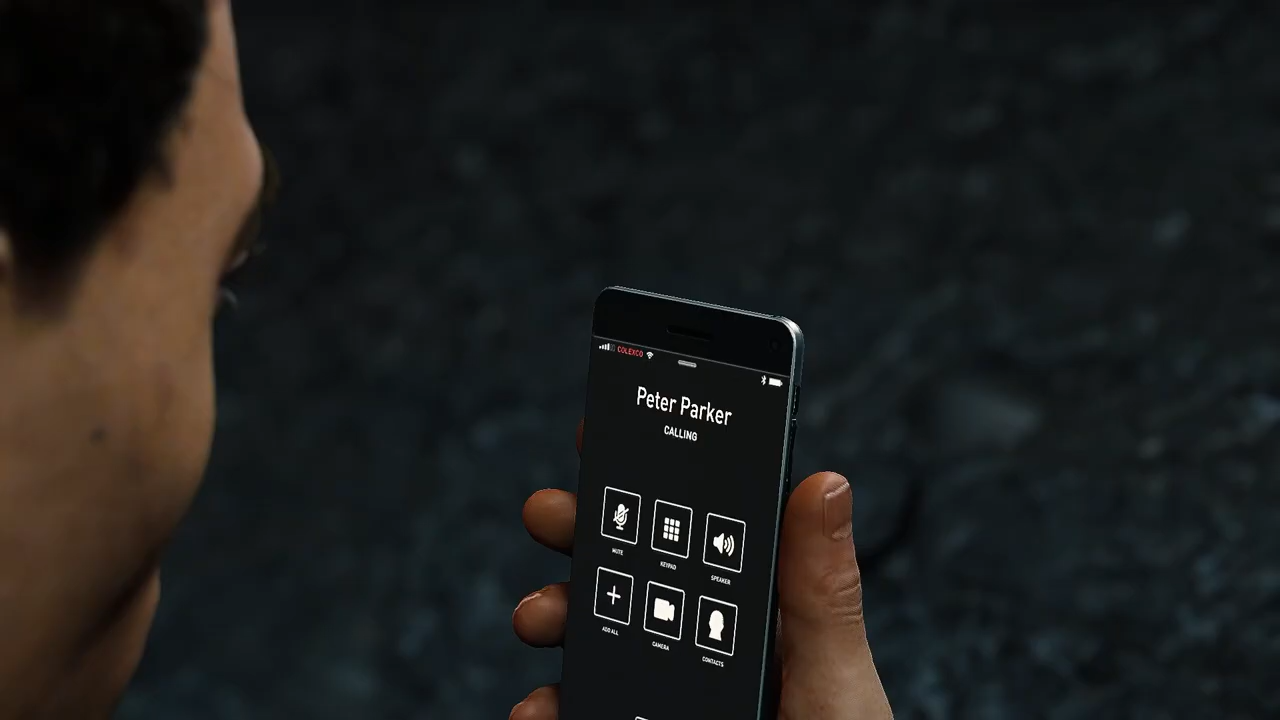 COLEXCO
Peter Parker
CALLING
MUTE
KEYPAD
SPEAKER
ADD ALL
CAMERA
CONTACTS